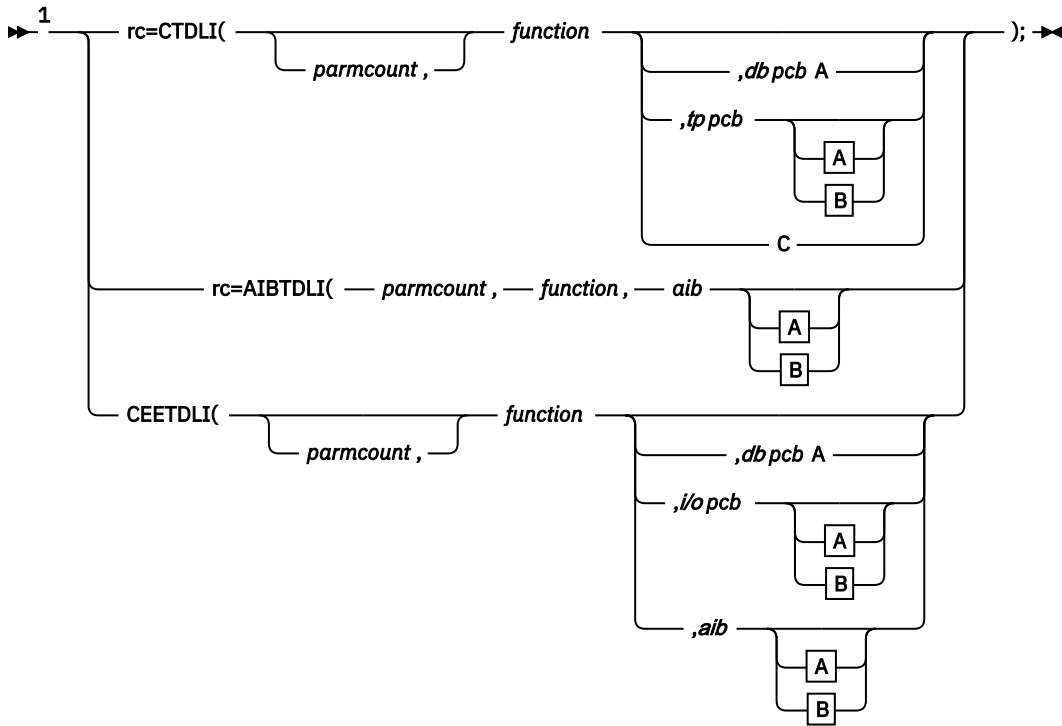 1
rc=CTDLI( function );
parmcount ,
,db pcb A
,tp pcb
A
B
C
rc=AIBTDLI( parmcount , function , aib
A
B
CEETDLI( function
parmcount ,
,db pcb A
,i/o pcb
A
B
,aib
A
B